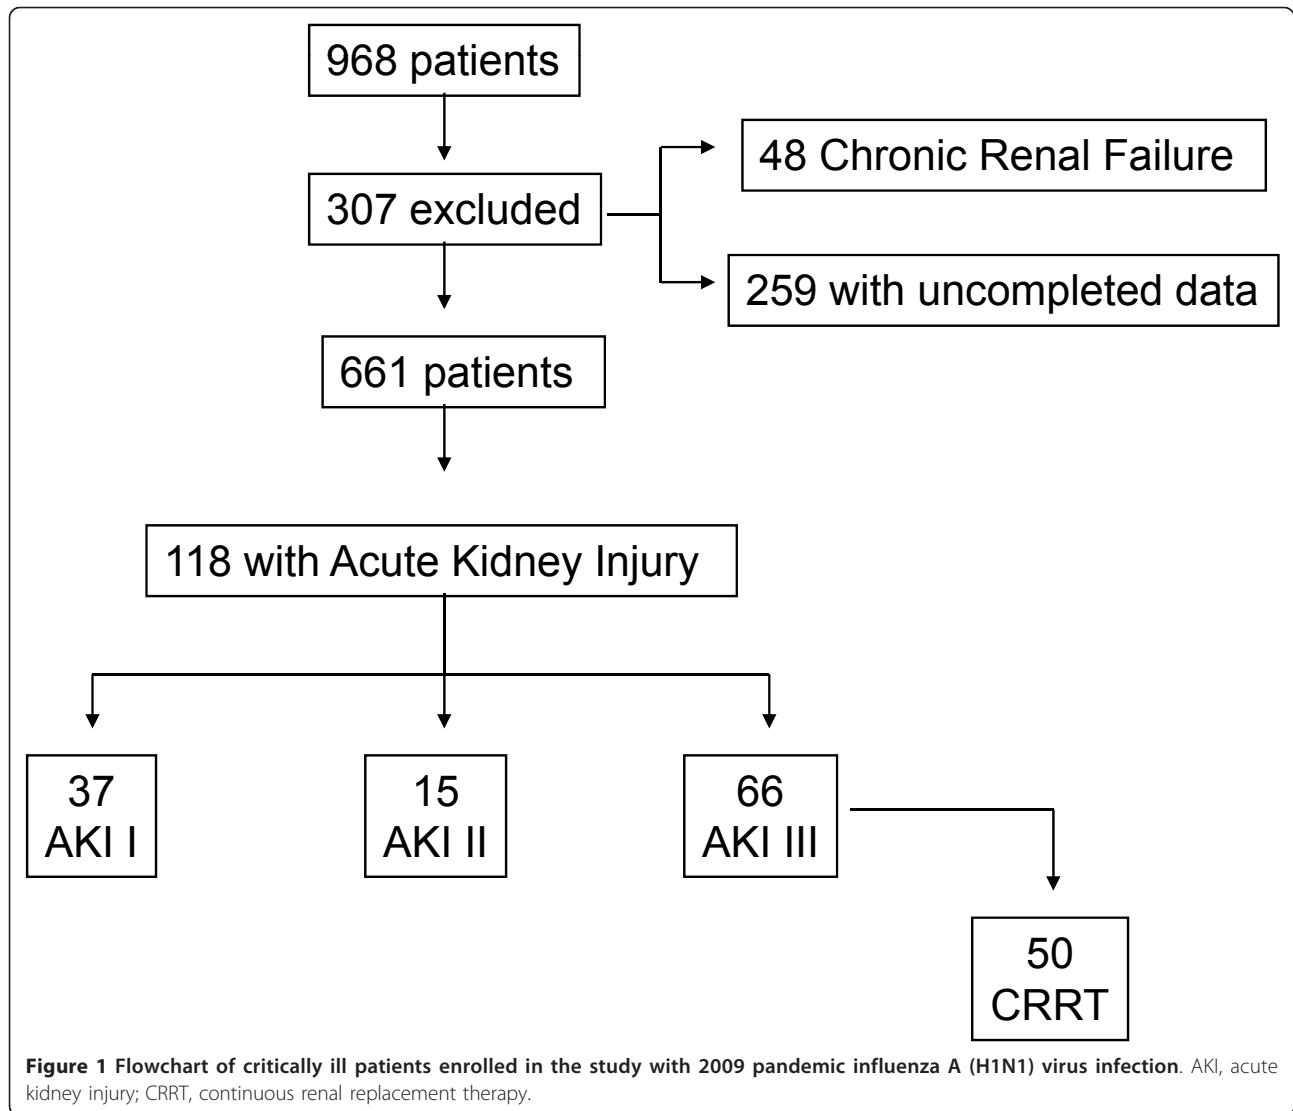 968 patients
307 excluded
48 Chronic Renal Failure
259 with uncompleted data
661 patients
118 with Acute Kidney Injury
37
AKI I
15
AKI II
66
AKI III
50
CRRT
Figure 1 Flowchart of critically ill patients enrolled in the study with 2009 pandemic influenza A (H1N1) virus infection. AKI, acute
kidney injury; CRRT, continuous renal replacement therapy.